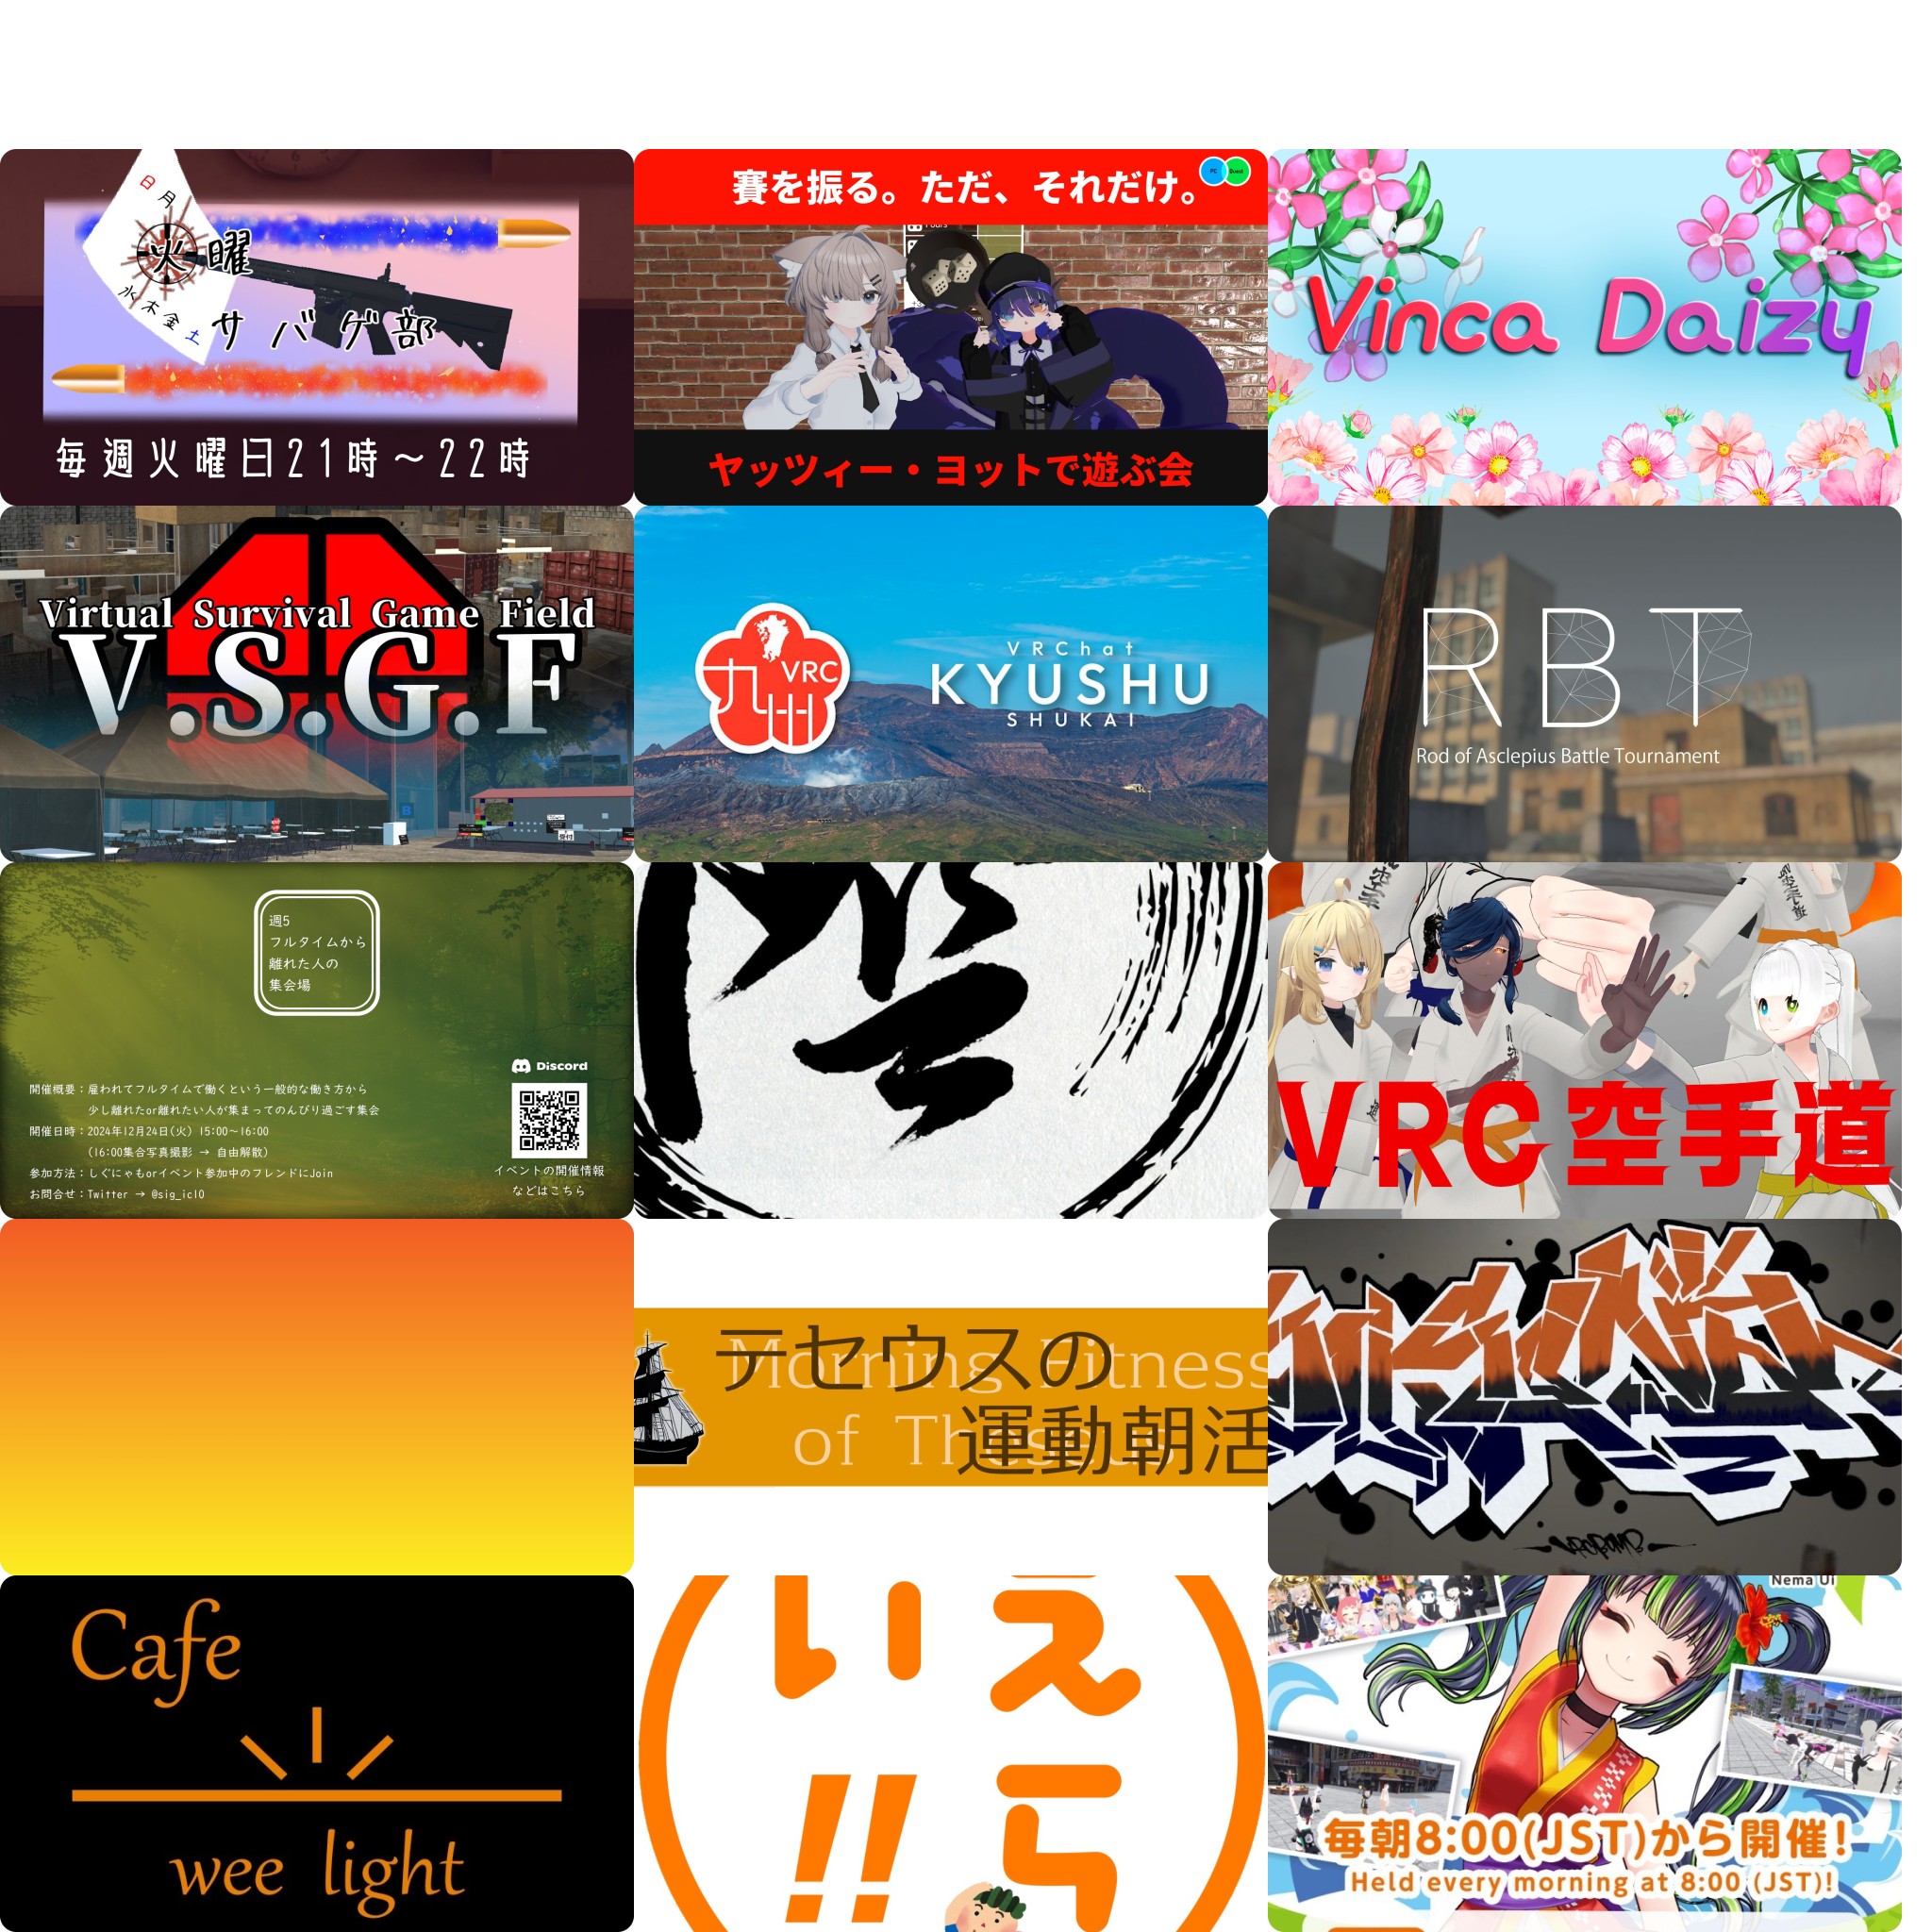 日
月
火曜
水
木
金
土
サバゲ部
毎週火曜日21時〜22時
賽を振る。ただ、それだけ。
PC
Quest
ヤッツィー・ヨットで遊ぶ会
Vinca Daizy
Virtual Survival Game Field
V.S.G.F
九州
VRC
VRChat
KYUSHU
SHUKAI
RBT
Rod of Asclepius Battle Tournament
週5
フルタイムから
離れた人の
集会場
開催概要：雇われてフルタイムで働くという一般的な働き方から
少し離れたor離れたい人が集まってのんびり過ごす集会
開催日時：2024年12月24日(火) 15:00〜16:00
(16:00集合写真撮影 → 自由解散)
参加方法：しぐにゃもorイベント参加中のフレンドにJoin
お問合せ：Twitter → @sig_ic10
Discord
イベントの開催情報
などはこちら
VRC空手道
テセウスの
運動朝活
Morning Fitness
of Theseus
Cafe
wee light
いえ
ら
!!
Nema Ui
毎朝8:00(JST)から開催!
Held every morning at 8:00 (JST)!